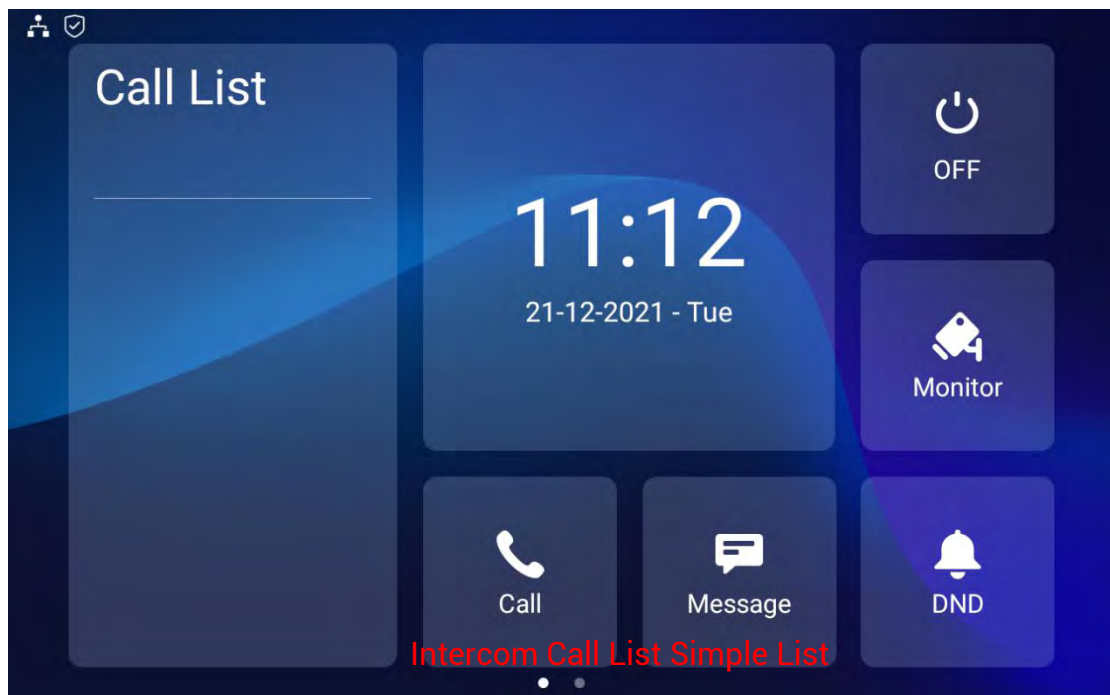 Call List
11:12
21-12-2021 - Tue
OFF
Monitor
Call
Message
DND
Intercom Call List Simple List